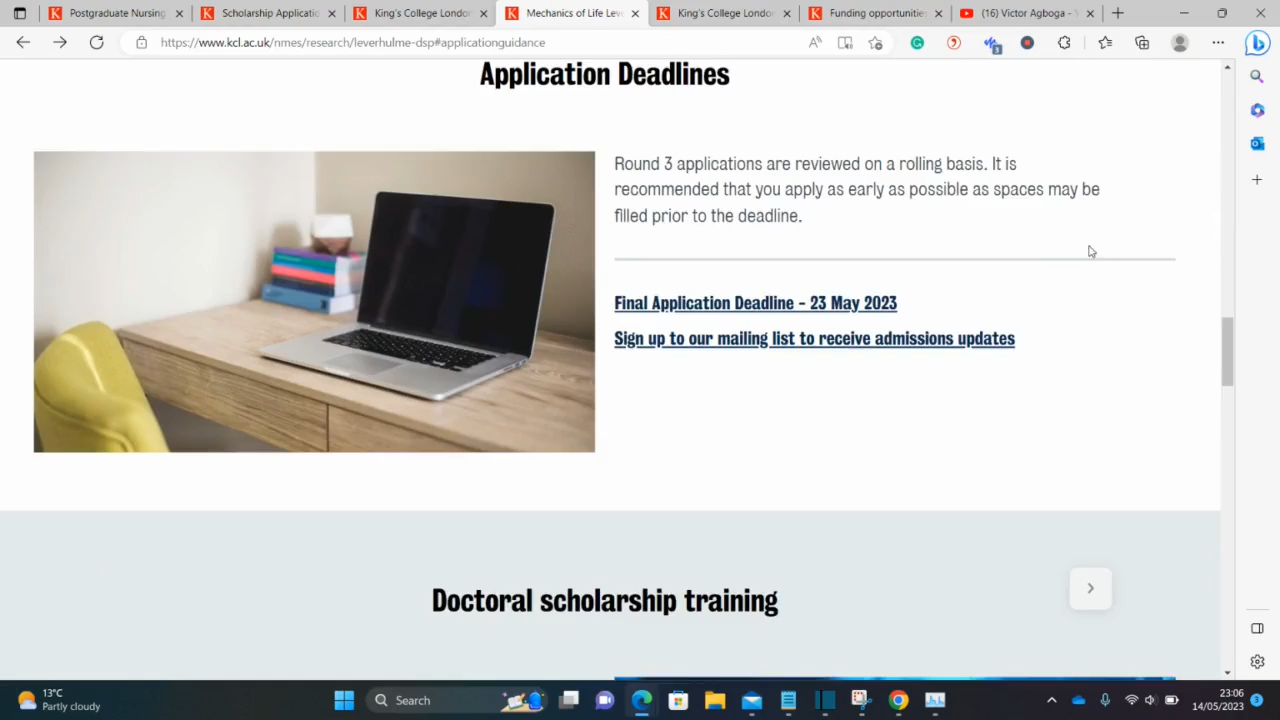 Postgraduate Nursing
Scholarship Applicatio
King's College London
Mechanics of Life Leve
King's College London
Funding opportunities
(16) Victor Agboga - Y
https://www.kcl.ac.uk/nmes/research/leverhulme-dsp#applicationguidance
Application Deadlines
Round 3 applications are reviewed on a rolling basis. It is
recommended that you apply as early as possible as spaces may be
filled prior to the deadline.
Final Application Deadline - 23 May 2023
Sign up to our mailing list to receive admissions updates
Doctoral scholarship training
13°C
Partly cloudy
Search
23:06
14/05/2023
3